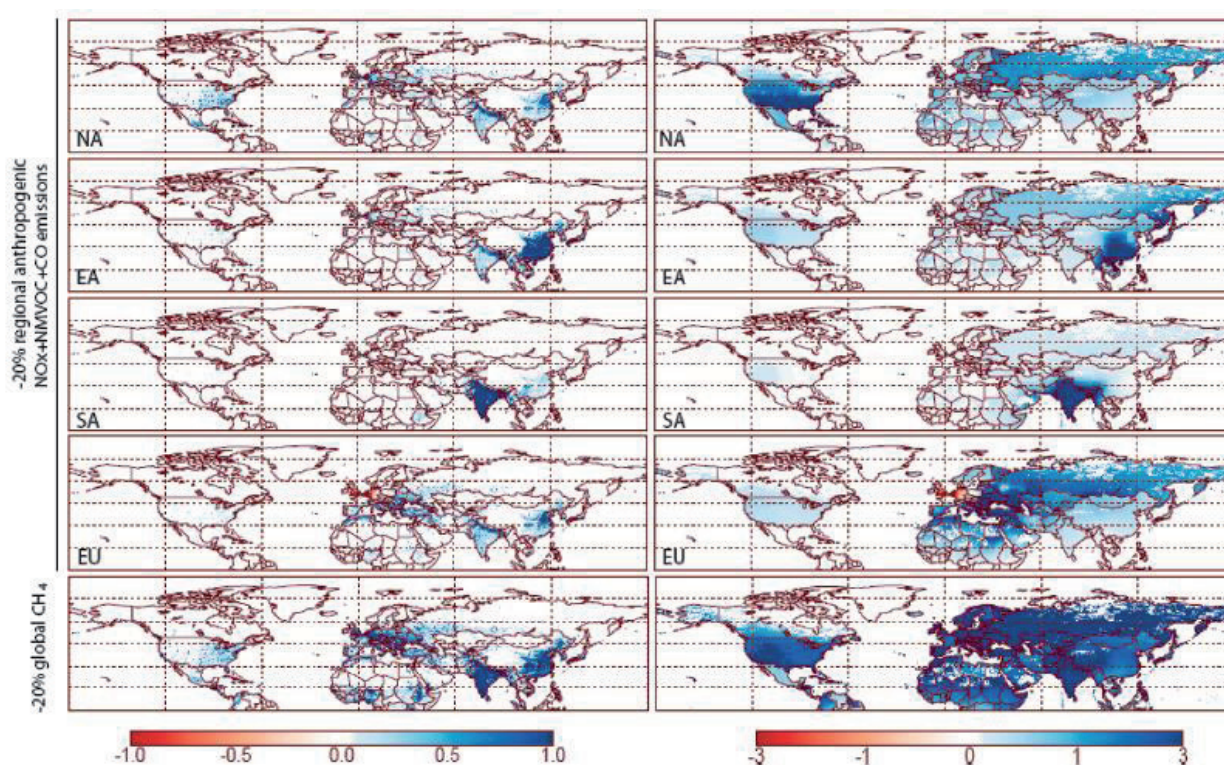 -20% regional anthropogenic
NOx+NMVOC+CO emissions
NA
NA
EA
EA
SA
SA
EU
EU
-20% global CH4
-1.0 -0.5 0.0 0.5 1.0
-3 -1 0 1 3